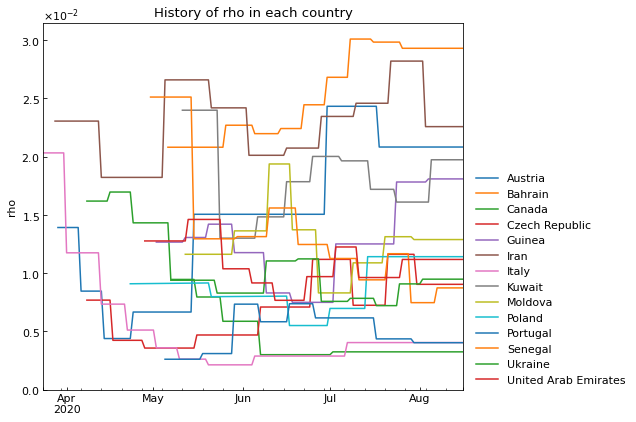 History of rho in each country
×10⁻²
3.0
2.5
2.0
1.5
1.0
0.5
0.0
rho
Apr
2020
May
Jun
Jul
Aug
Austria
Bahrain
Canada
Czech Republic
Guinea
Iran
Italy
Kuwait
Moldova
Poland
Portugal
Senegal
Ukraine
United Arab Emirates